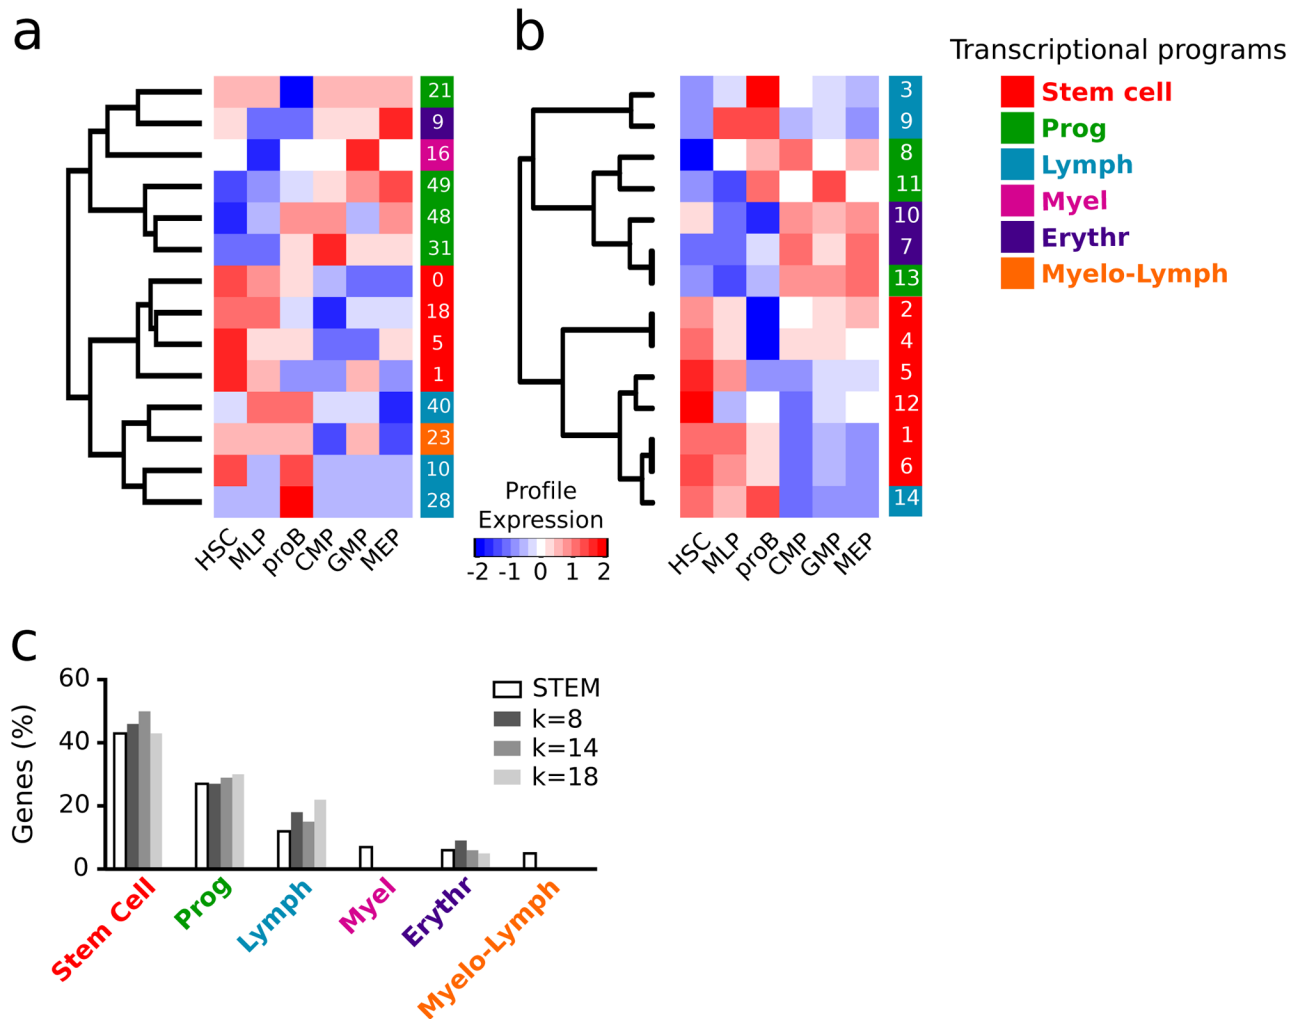 a
b
Transcriptional programs
Stem cell
Prog
Lymph
Myel
Erythr
Myelo-Lymph
21
9
16
49
48
31
0
18
5
1
40
23
10
28
HSC
MLP
proB
CMP
GMP
MEP
Profile
Expression
-2 -1 0 1 2
3
9
8
11
10
7
13
2
4
5
12
1
6
14
HSC
MLP
proB
CMP
GMP
MEP
c
Genes (%)
60
40
20
0
STEM
k=8
k=14
k=18
Stem Cell
Prog
Lymph
Myel
Erythr
Myelo-Lymph